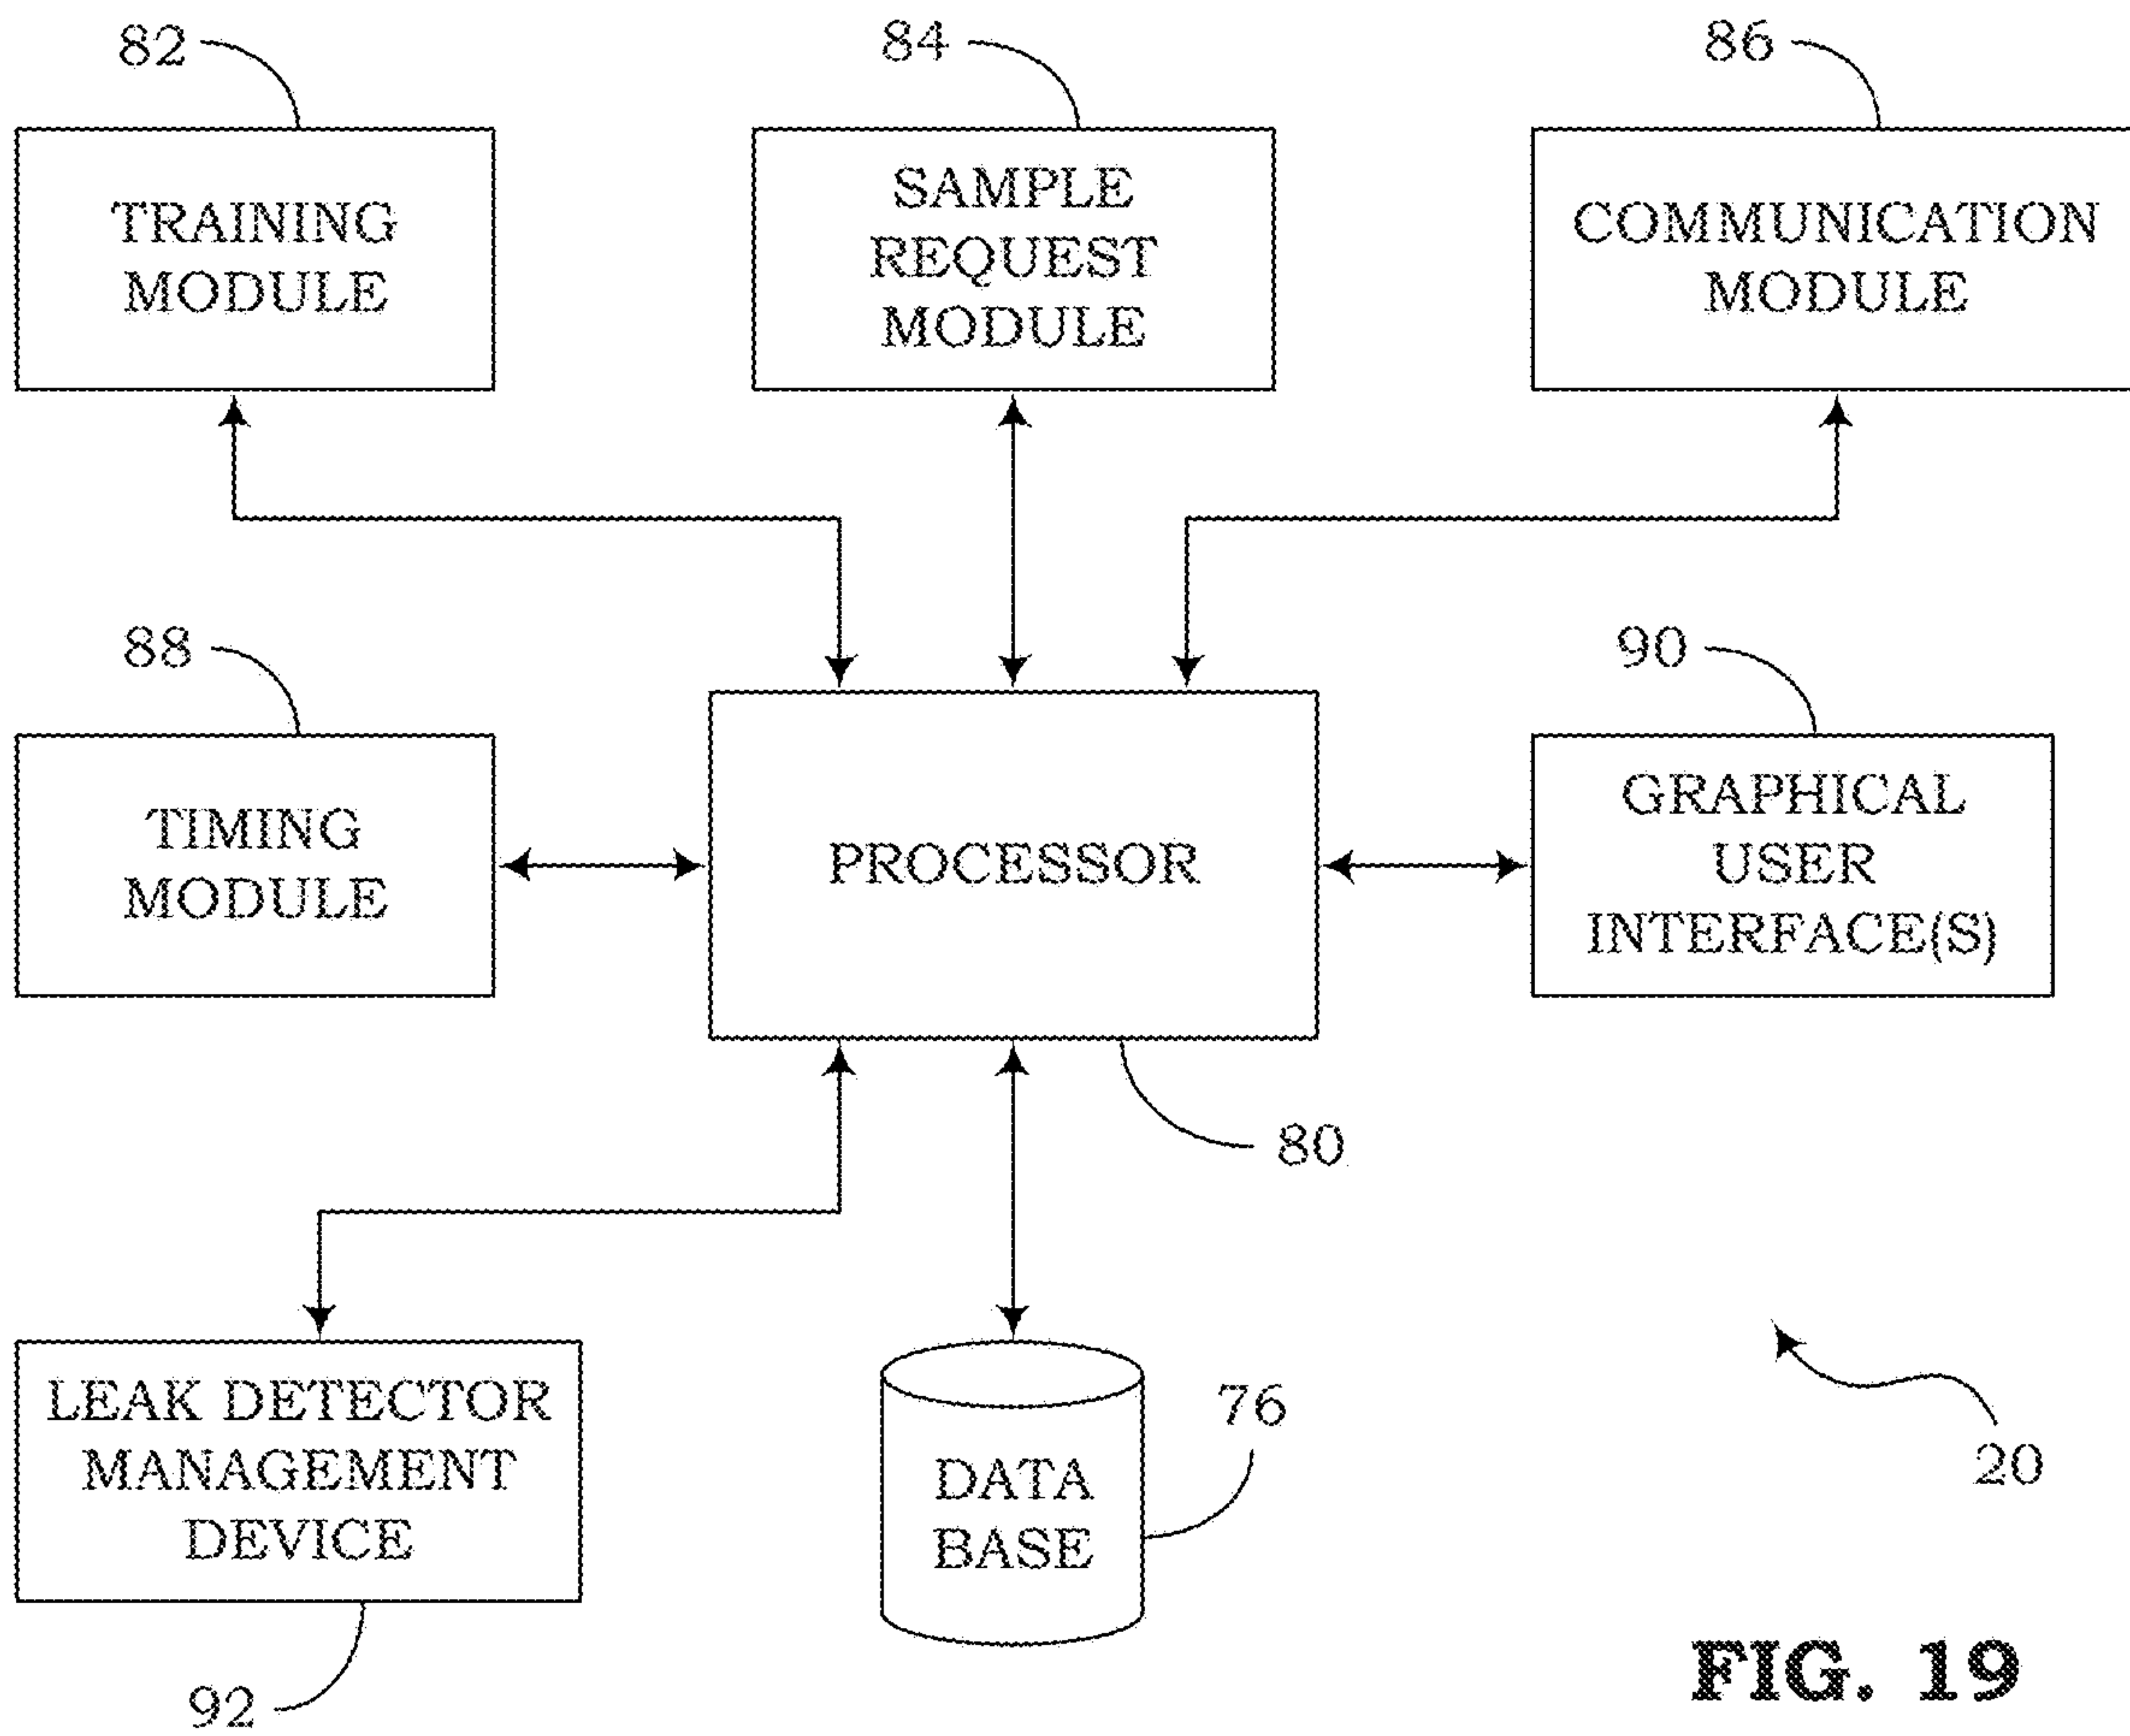 82
84
86
TRAINING
MODULE
SAMPLE
REQUEST
MODULE
COMMUNICATION
MODULE
88
90
TIMING
MODULE
PROCESSOR
GRAPHICAL
USER
INTERFACE(S)
80
LEAK DETECTOR
MANAGEMENT
DEVICE
DATA
BASE
76
20
92
FIG. 19